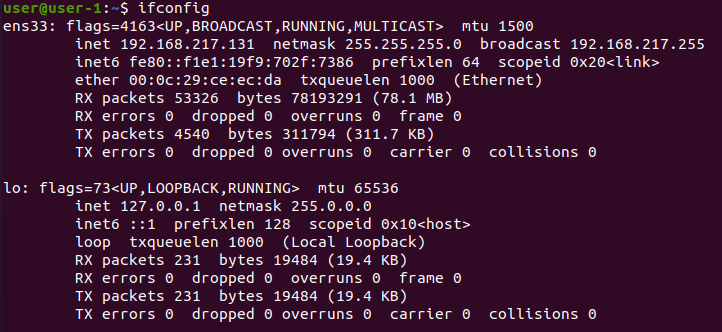 user@user-1:~$ ifconfig
ens33: flags=4163<UP,BROADCAST,RUNNING,MULTICAST>  mtu 1500
        inet 192.168.217.131  netmask 255.255.255.0  broadcast 192.168.217.255
        inet6 fe80::f1e1:19f9:702f:7386  prefixlen 64  scopeid 0x20<link>
        ether 00:0c:29:ce:ec:da  txqueuelen 1000  (Ethernet)
        RX packets 53326  bytes 78193291 (78.1 MB)
        RX errors 0  dropped 0  overruns 0  frame 0
        TX packets 4540  bytes 311794 (311.7 KB)
        TX errors 0  dropped 0 overruns 0  carrier 0  collisions 0

lo: flags=73<UP,LOOPBACK,RUNNING>  mtu 65536
        inet 127.0.0.1  netmask 255.0.0.0
        inet6 ::1  prefixlen 128  scopeid 0x10<host>
        loop  txqueuelen 1000  (Local Loopback)
        RX packets 231  bytes 19484 (19.4 KB)
        RX errors 0  dropped 0  overruns 0  frame 0
        TX packets 231  bytes 19484 (19.4 KB)
        TX errors 0  dropped 0 overruns 0  carrier 0  collisions 0